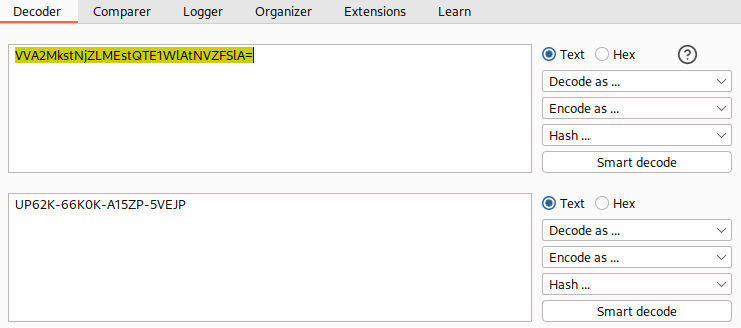 Decoder Comparer Logger Organizer Extensions Learn
VVA2MkstNjZLMEstQTE1WlAtNVZFSlA=
Text Hex ?
Decode as ...
Encode as ...
Hash ...
Smart decode
UP62K-66K0K-A15ZP-5VEJP
Text Hex
Decode as ...
Encode as ...
Hash ...
Smart decode